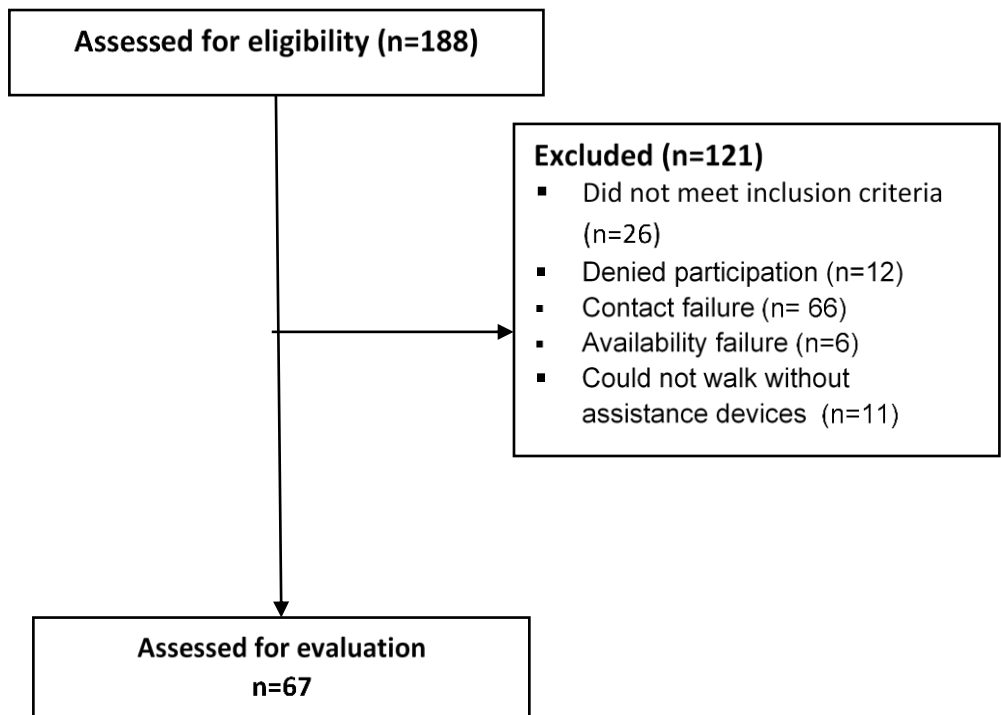 Assessed for eligibility (n=188)
Excluded (n=121)
▪ Did not meet inclusion criteria
(n=26)
▪ Denied participation (n=12)
▪ Contact failure (n= 66)
▪ Availability failure (n=6)
▪ Could not walk without
assistance devices (n=11)
Assessed for evaluation
n=67